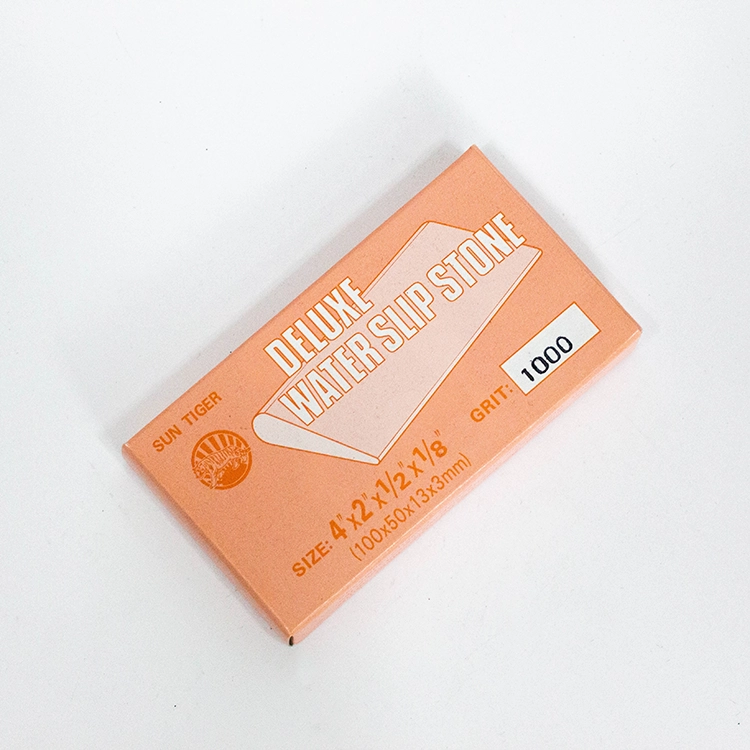 DELUXE
WATER SLIP STONE
SUN TIGER
GRIT: 1000
SIZE: 4"x2"x1/2"x1/8"
(100x50x13x3mm)